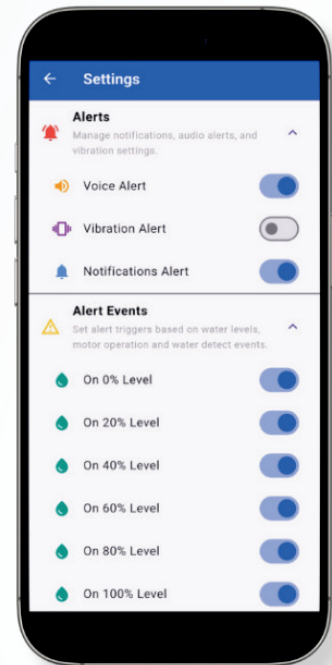 Settings
Alerts
Manage notifications, audio alerts, and
vibration settings.
Voice Alert
Vibration Alert
Notifications Alert
Alert Events
Set alert triggers based on water levels,
motor operation and water detect events.
On 0% Level
On 20% Level
On 40% Level
On 60% Level
On 80% Level
On 100% Level